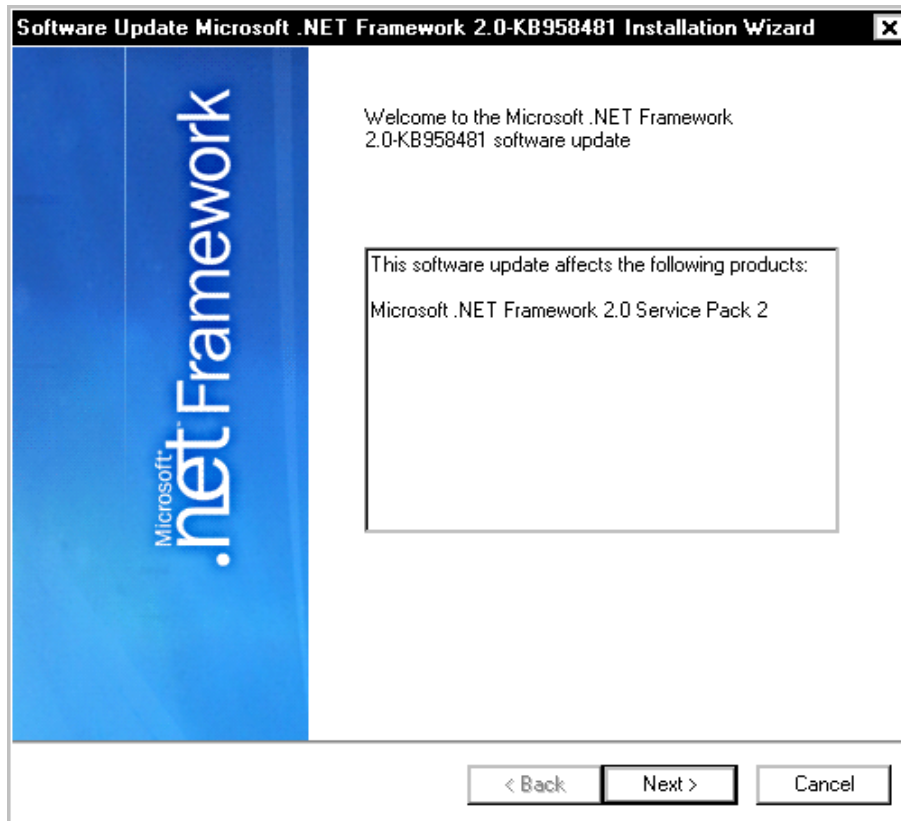 Software Update Microsoft .NET Framework 2.0-KB958481 Installation Wizard
Microsoft
.net Framework
Welcome to the Microsoft .NET Framework
2.0-KB958481 software update
This software update affects the following products:
Microsoft .NET Framework 2.0 Service Pack 2
< Back
Next >
Cancel